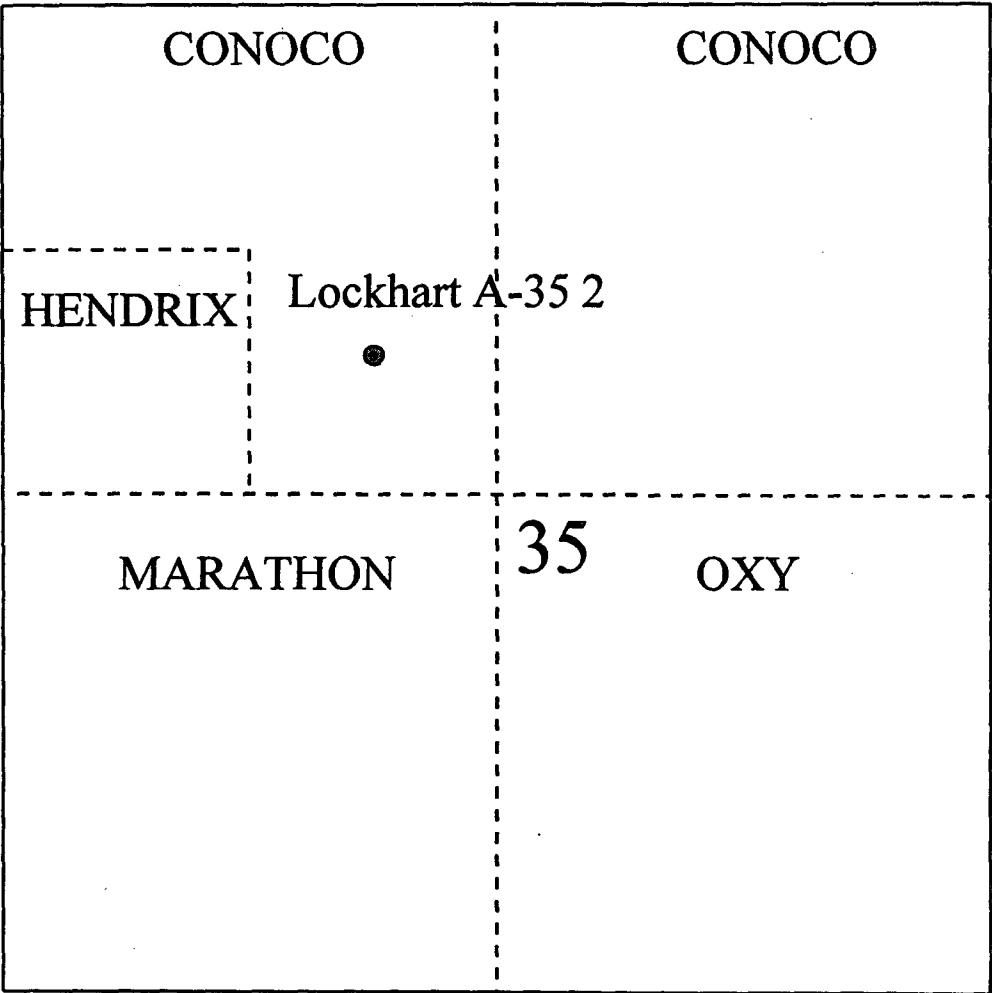 CONOCO
CONOCO
HENDRIX
Lockhart A-35 2
MARATHON
35
OXY